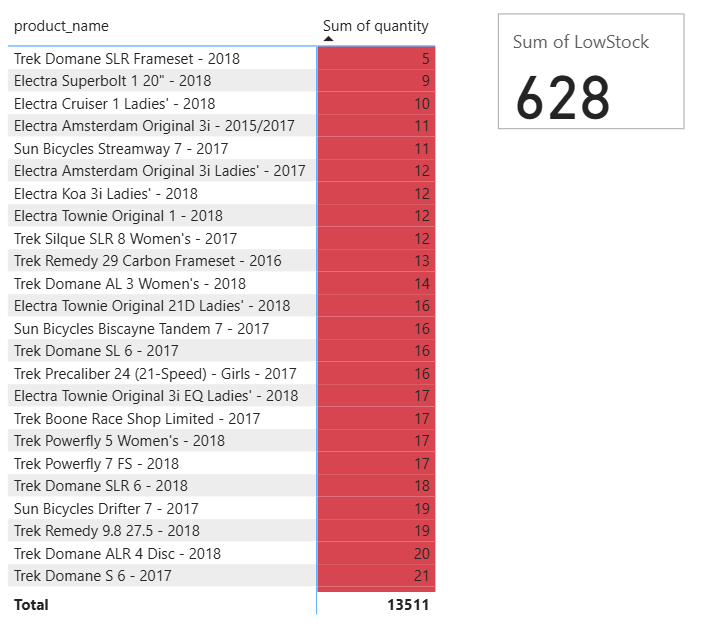 product_name Sum of quantity
Trek Domane SLR Frameset - 2018 5
Electra Superbolt 1 20" - 2018 9
Electra Cruiser 1 Ladies' - 2018 10
Electra Amsterdam Original 3i - 2015/2017 11
Sun Bicycles Streamway 7 - 2017 11
Electra Amsterdam Original 3i Ladies' - 2017 12
Electra Koa 3i Ladies' - 2018 12
Electra Townie Original 1 - 2018 12
Trek Silque SLR 8 Women's - 2017 12
Trek Remedy 29 Carbon Frameset - 2016 13
Trek Domane AL 3 Women's - 2018 14
Electra Townie Original 21D Ladies' - 2018 16
Sun Bicycles Biscayne Tandem 7 - 2017 16
Trek Domane SL 6 - 2017 16
Trek Precaliber 24 (21-Speed) - Girls - 2017 16
Electra Townie Original 3i EQ Ladies' - 2018 17
Trek Boone Race Shop Limited - 2017 17
Trek Powerfly 5 Women's - 2018 17
Trek Powerfly 7 FS - 2018 17
Trek Domane SLR 6 - 2018 18
Sun Bicycles Drifter 7 - 2017 19
Trek Remedy 9.8 27.5 - 2018 19
Trek Domane ALR 4 Disc - 2018 20
Trek Domane S 6 - 2017 21
Total 13511
Sum of LowStock
628